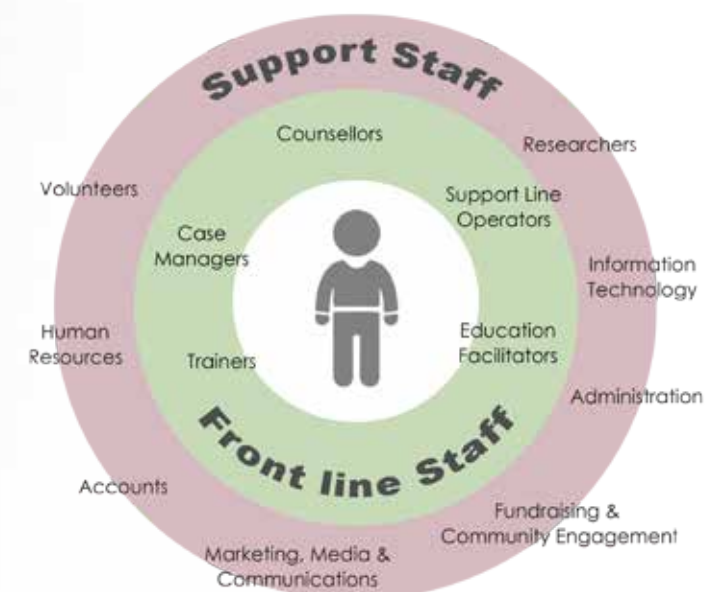 Support Staff
Counsellors
Researchers
Volunteers
Support Line
Operators
Case
Managers
Information
Technology
Human
Resources
Education
Facilitators
Trainers
Administration
Front line Staff
Accounts
Fundraising &
Community Engagement
Marketing, Media &
Communications